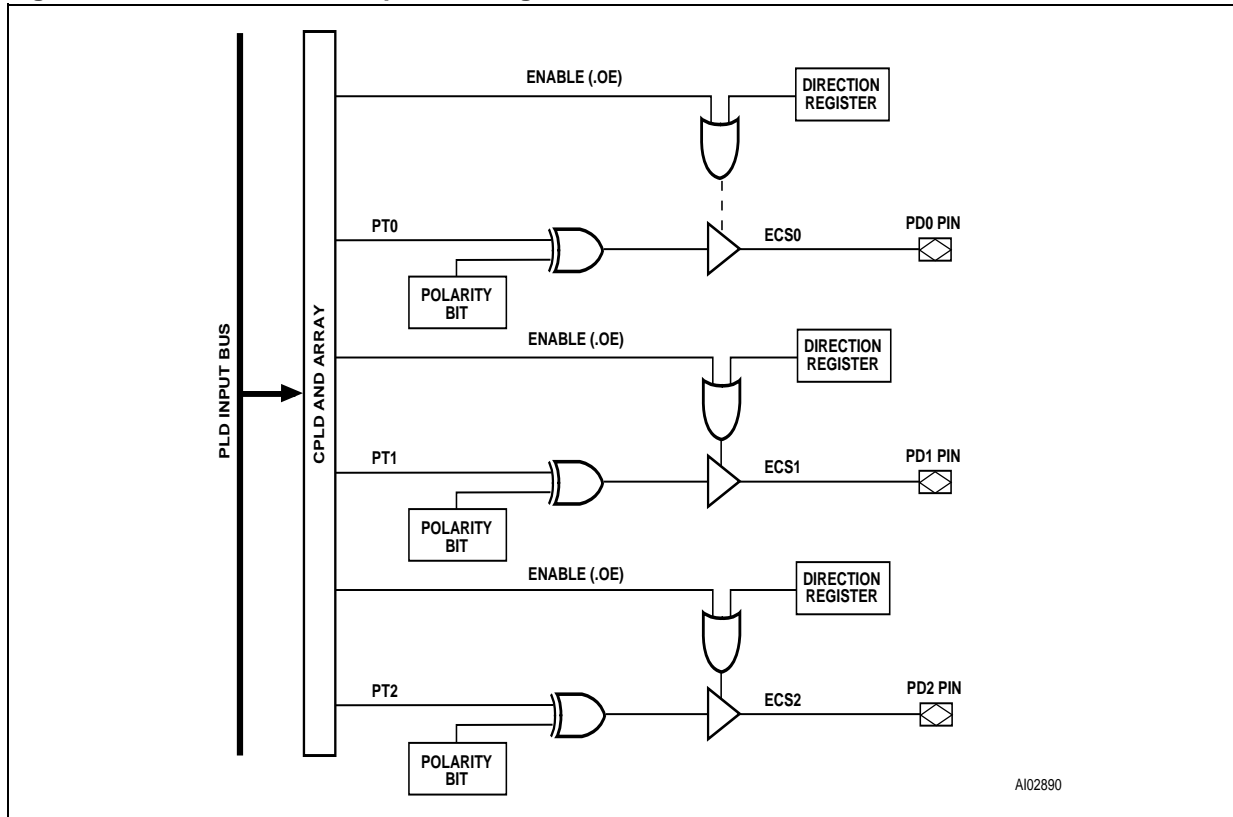 ENABLE (.OE)
DIRECTION
REGISTER
PT0
ECS0
PD0 PIN
POLARITY
BIT
ENABLE (.OE)
DIRECTION
REGISTER
PLD INPUT BUS
CPLD AND ARRAY
PT1
ECS1
PD1 PIN
POLARITY
BIT
ENABLE (.OE)
DIRECTION
REGISTER
PT2
ECS2
PD2 PIN
POLARITY
BIT
AI02890